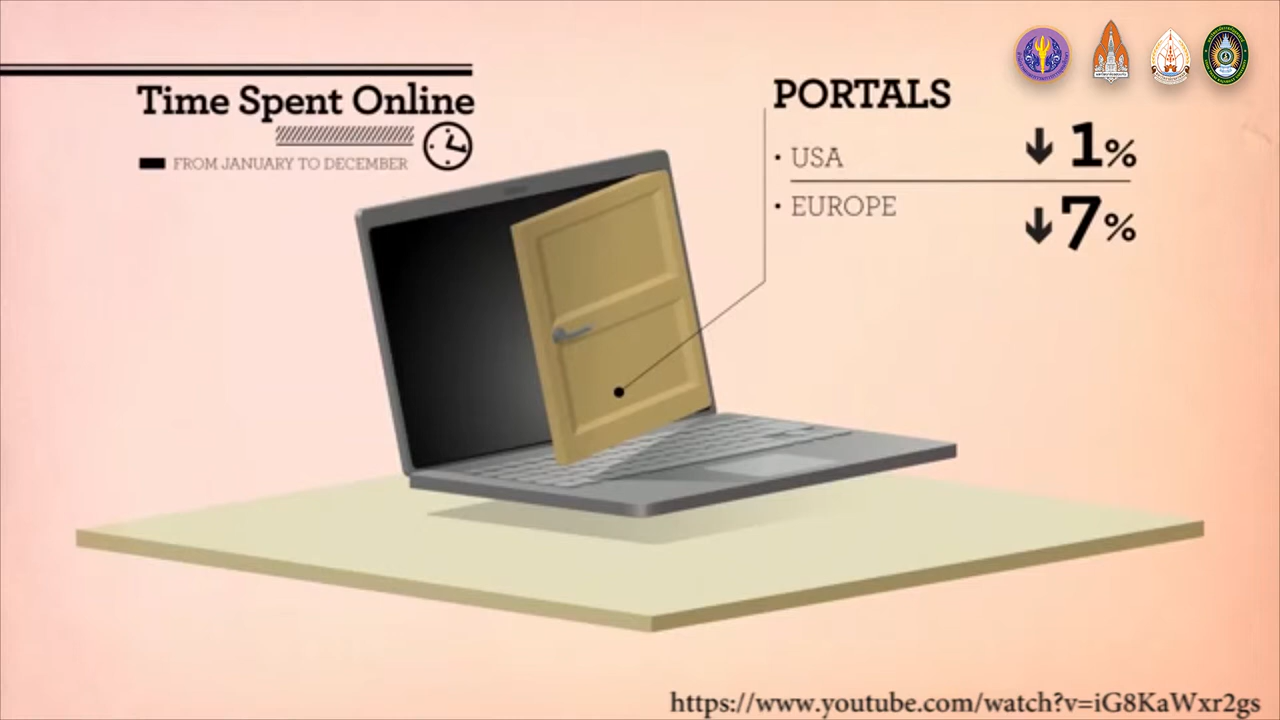 Time Spent Online
FROM JANUARY TO DECEMBER
PORTALS
• USA ↓ 1%
• EUROPE ↓ 7%
https://www.youtube.com/watch?v=iG8KaWxr2gs